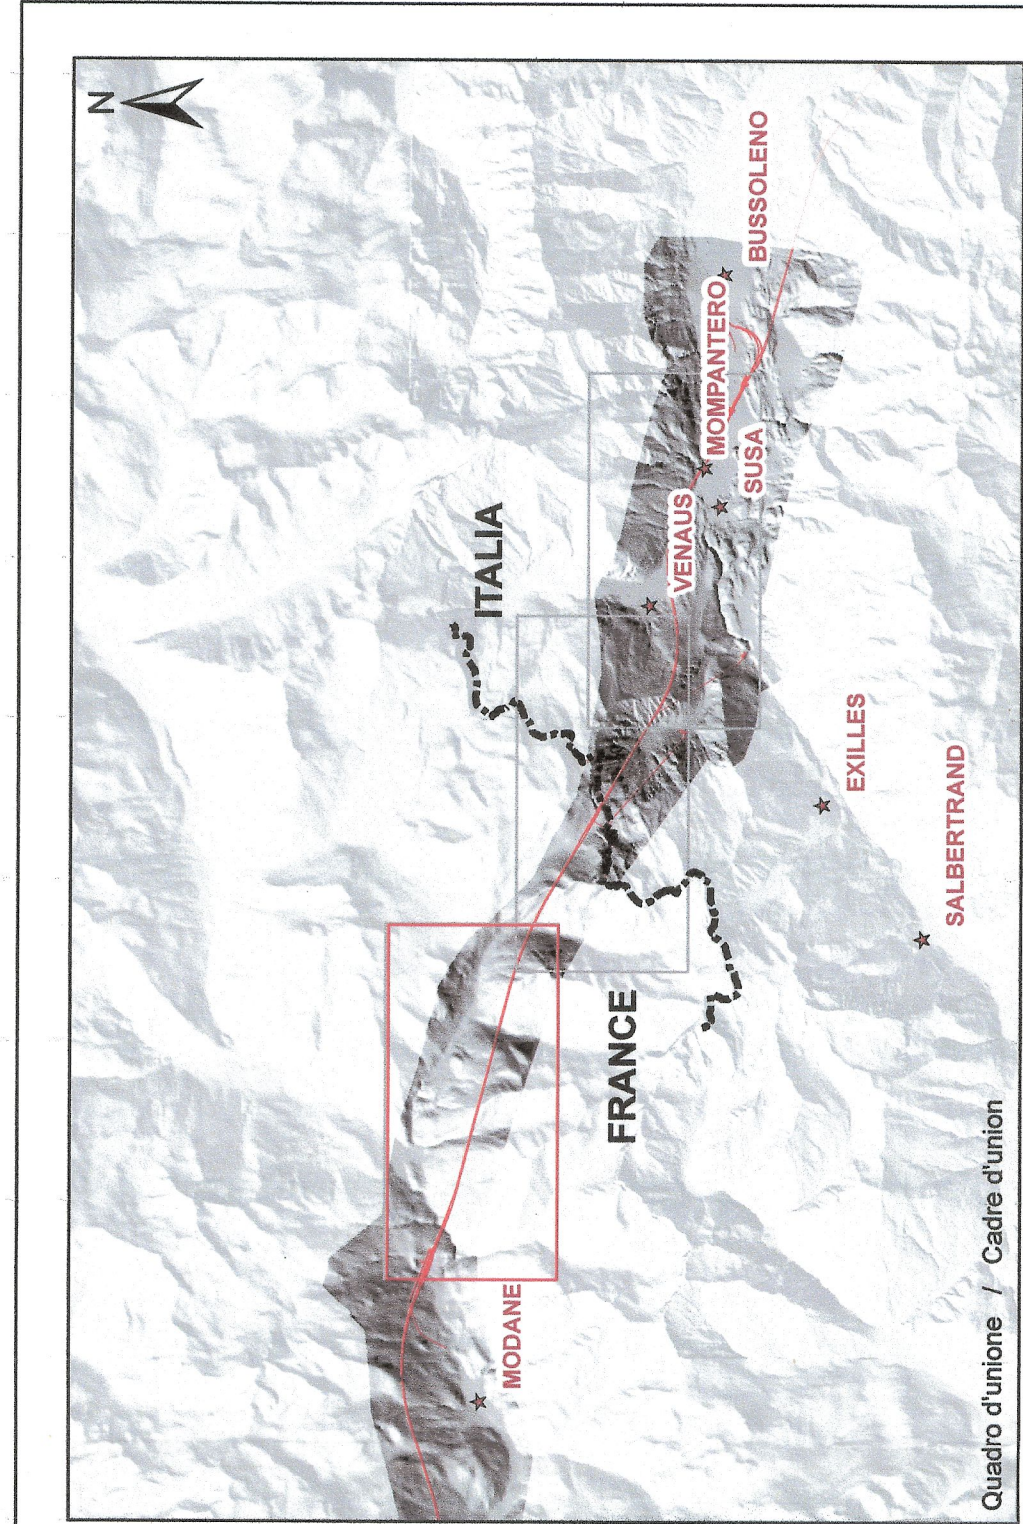 N
ITALIA
BUSSOLENO
MOMPANTERO
SUSA
VENAUS
FRANCE
EXILLES
SALBERTRAND
MODANE
Quadro d'unione / Cadre d'union